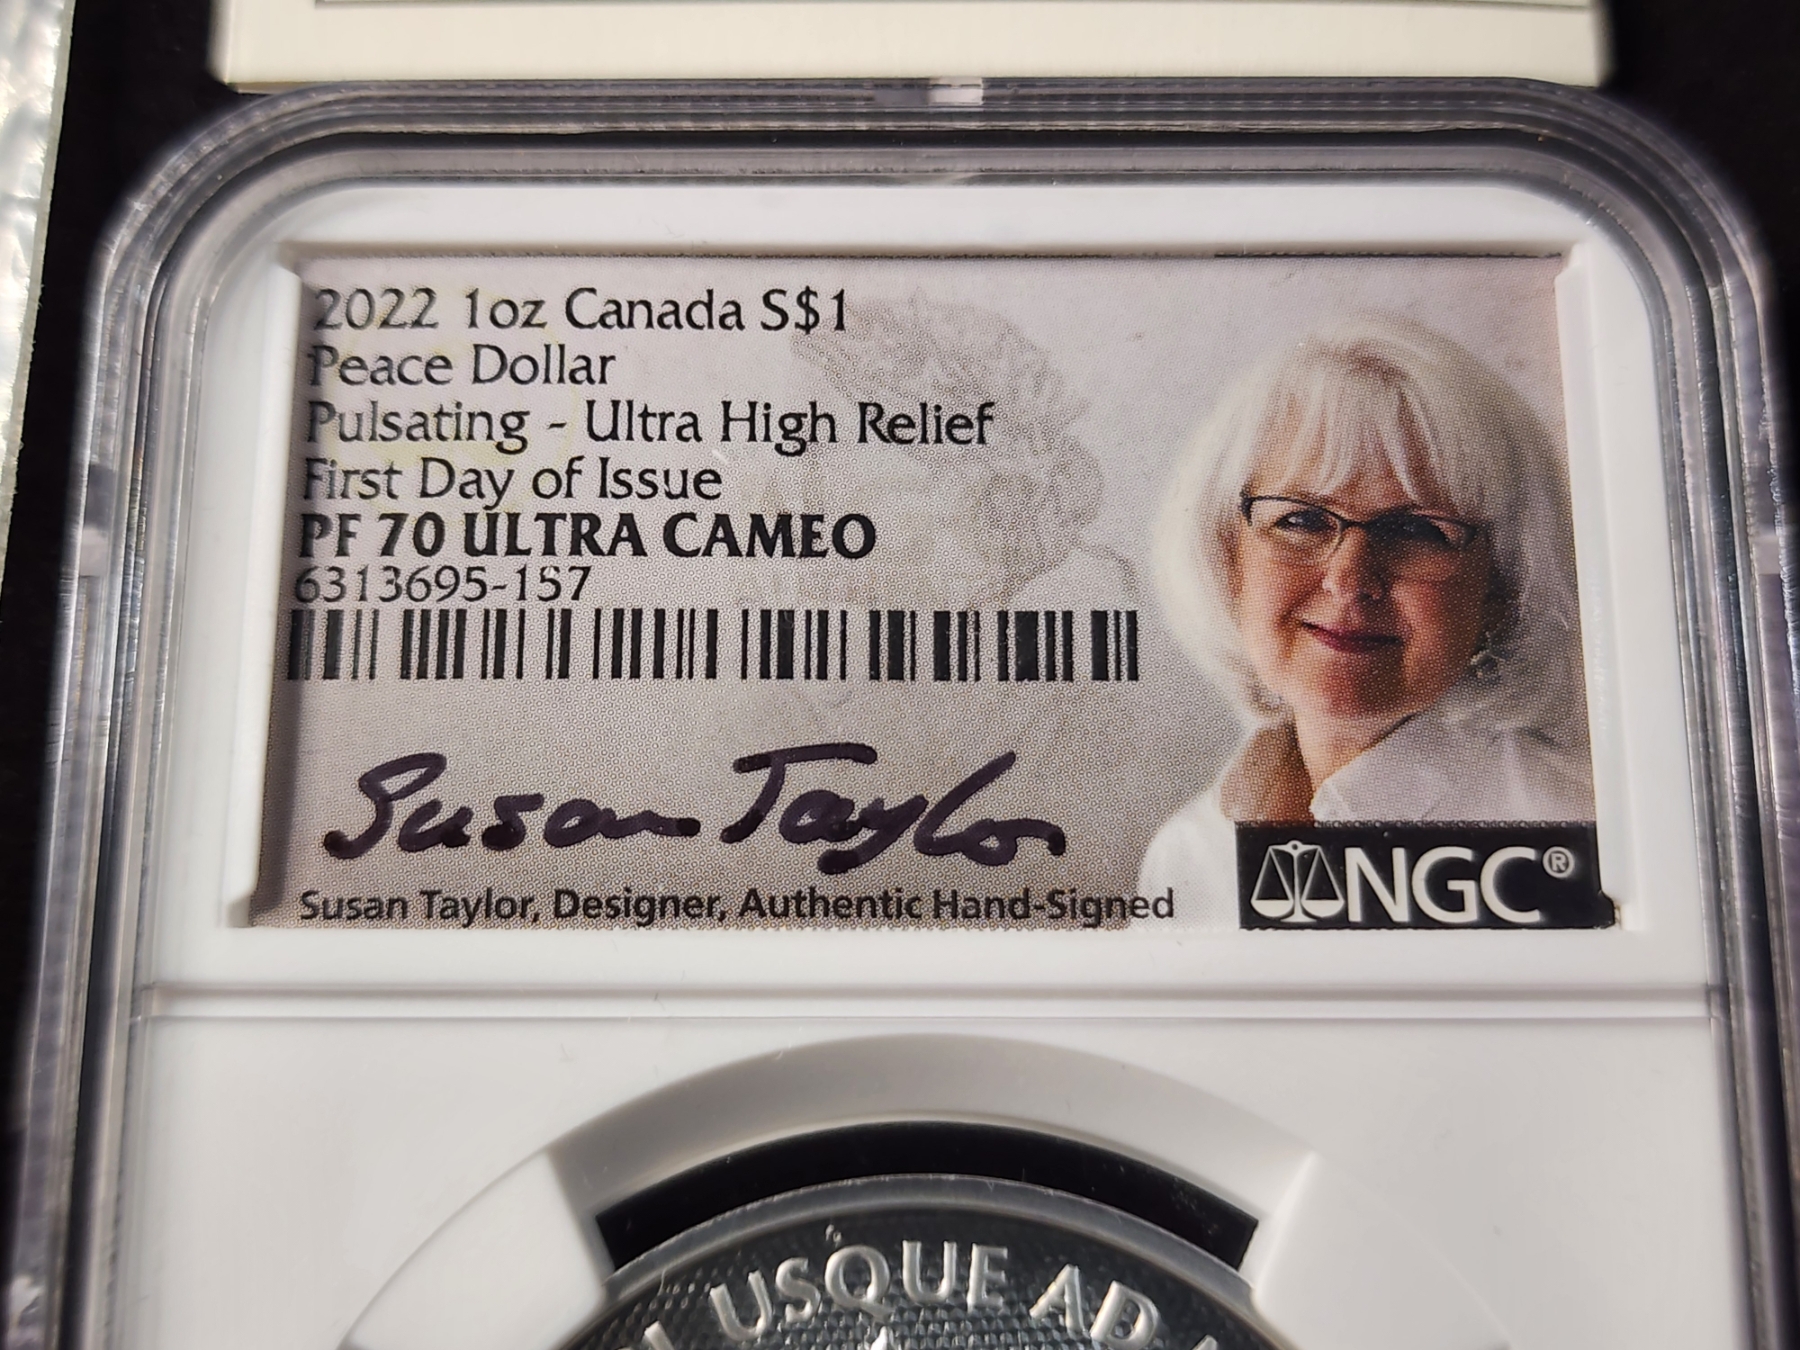 2022 1oz Canada S$1
Peace Dollar
Pulsating - Ultra High Relief
First Day of Issue
PF 70 ULTRA CAMEO
6313695-157
Susan Taylor
Susan Taylor, Designer, Authentic Hand-Signed
NGC®
USQUE AD